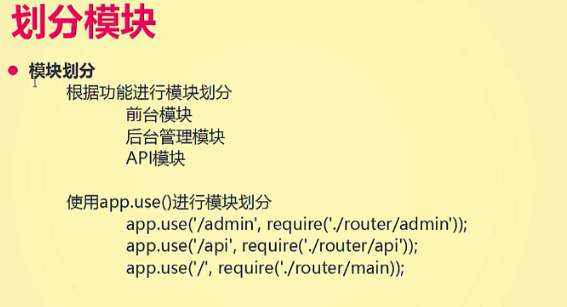 划分模块
模块划分
根据功能进行模块划分
前台模块
后台管理模块
API模块
使用app.use()进行模块划分
app.use('/admin', require('./router/admin'));
app.use('/api', require('./router/api'));
app.use('/', require('./router/main));